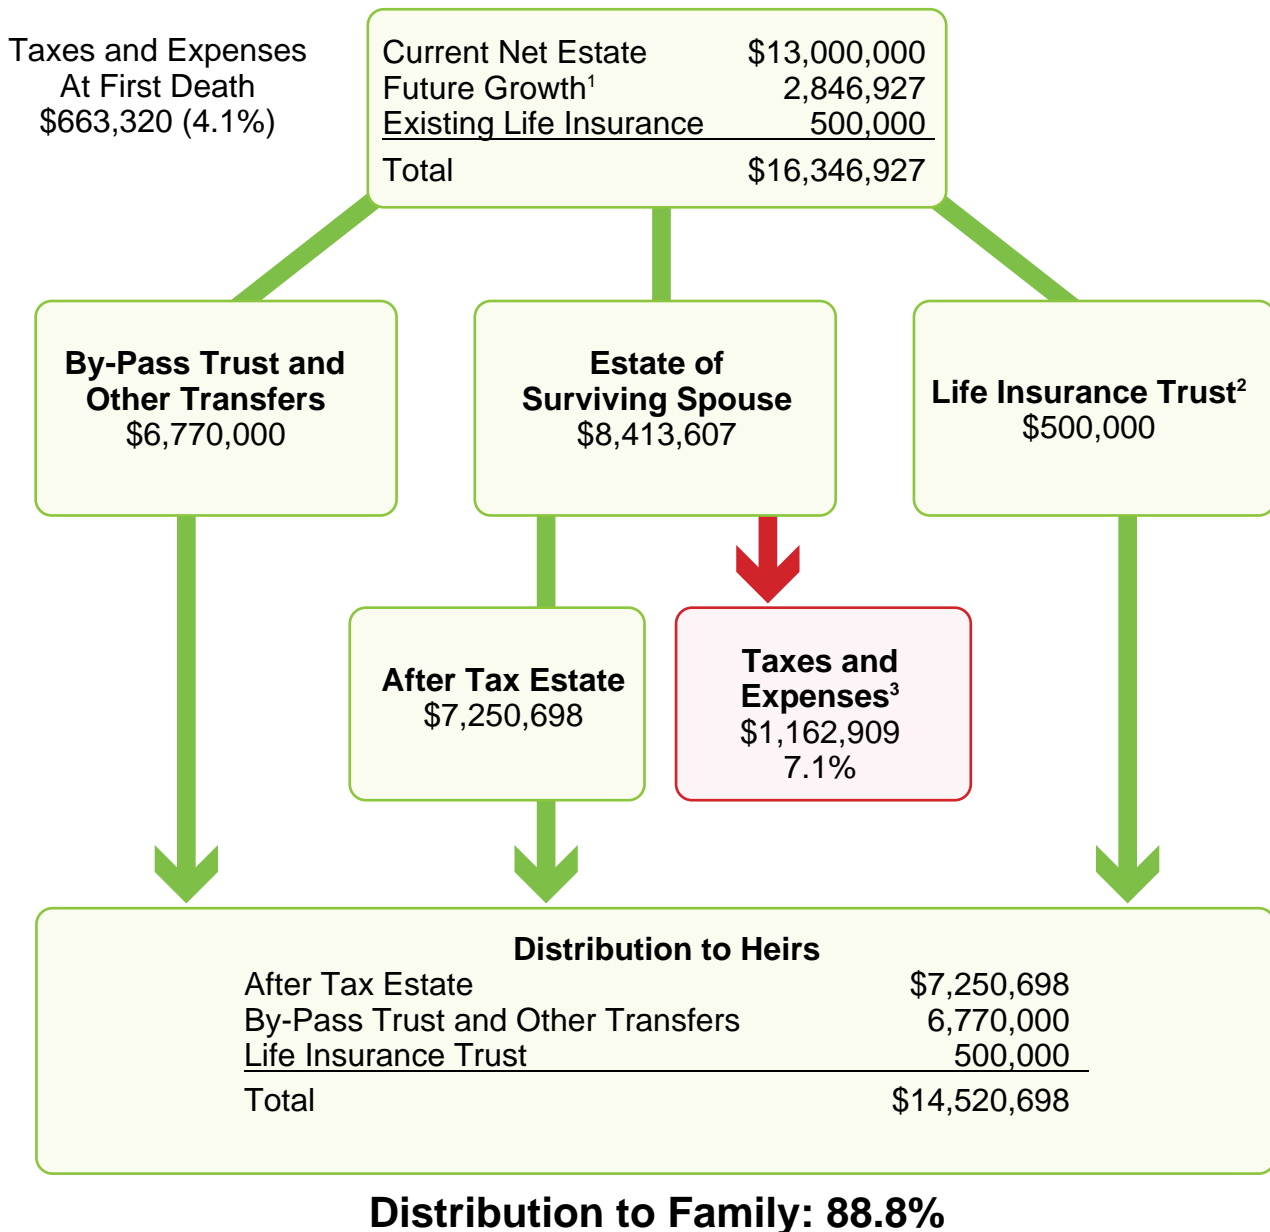 Taxes and Expenses
At First Death
$663,320 (4.1%)
Current Net Estate $13,000,000
Future Growth¹ 2,846,927
Existing Life Insurance 500,000
Total $16,346,927
By-Pass Trust and
Other Transfers
$6,770,000
Estate of
Surviving Spouse
$8,413,607
Life Insurance Trust²
$500,000
After Tax Estate
$7,250,698
Taxes and
Expenses³
$1,162,909
7.1%
Distribution to Heirs
After Tax Estate $7,250,698
By-Pass Trust and Other Transfers 6,770,000
Life Insurance Trust 500,000
Total $14,520,698
Distribution to Family: 88.8%